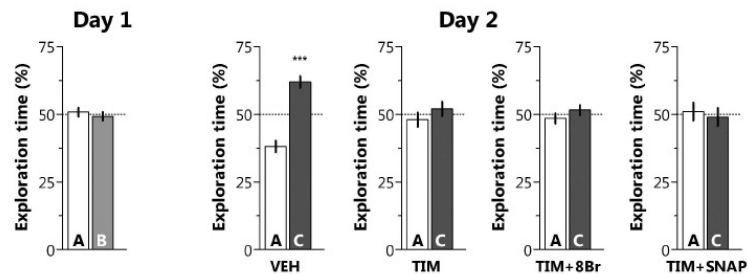 Day 1
Day 2
Exploration time (%)
75
50
25
0
A B
Exploration time (%)
75
50
25
0
***
A C
VEH
Exploration time (%)
75
50
25
0
A C
TIM
Exploration time (%)
75
50
25
0
A C
TIM+8Br
Exploration time (%)
75
50
25
0
A C
TIM+SNAP